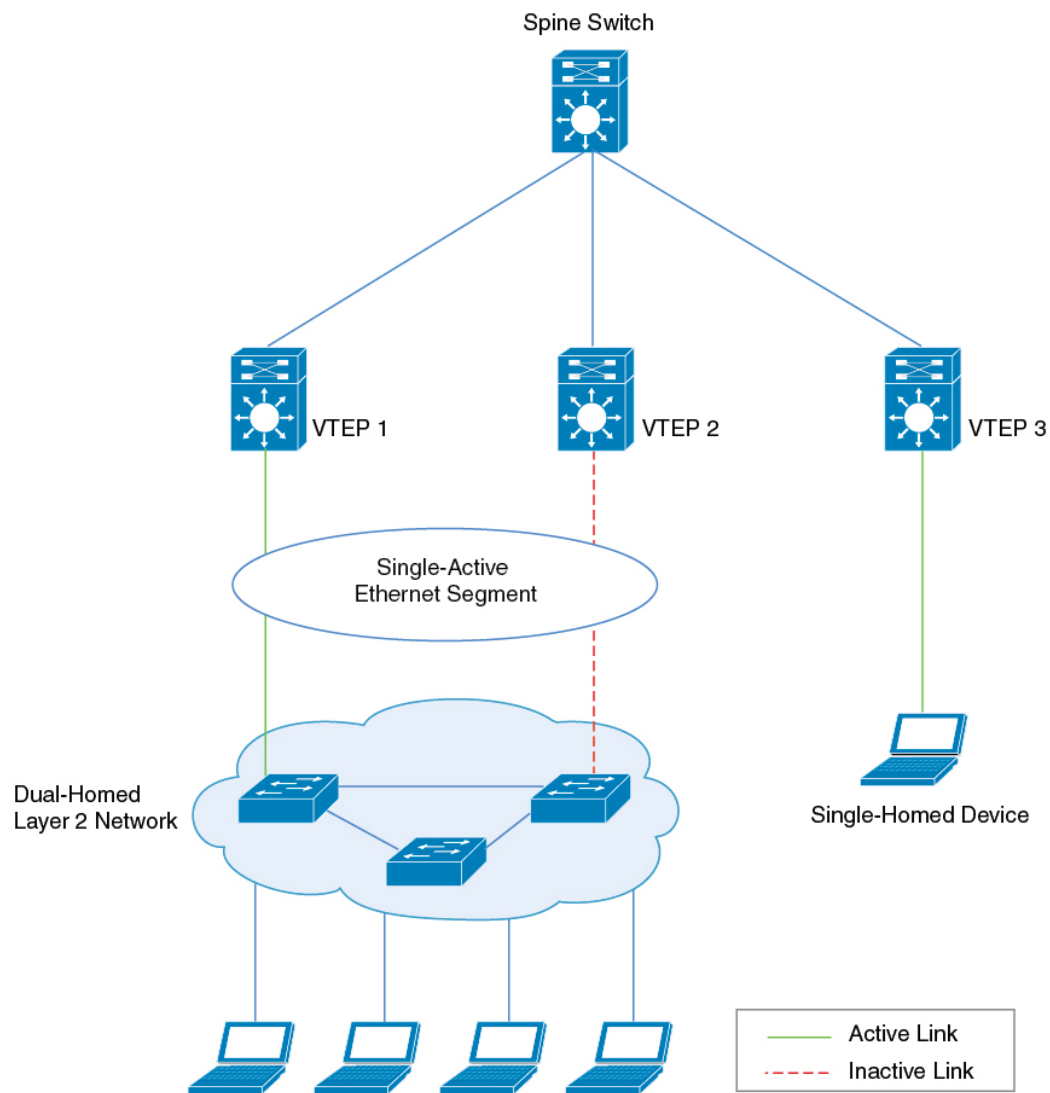 Spine Switch
VTEP 1
VTEP 2
VTEP 3
Single-Active
Ethernet Segment
Dual-Homed
Layer 2 Network
Single-Homed Device
Active Link
Inactive Link